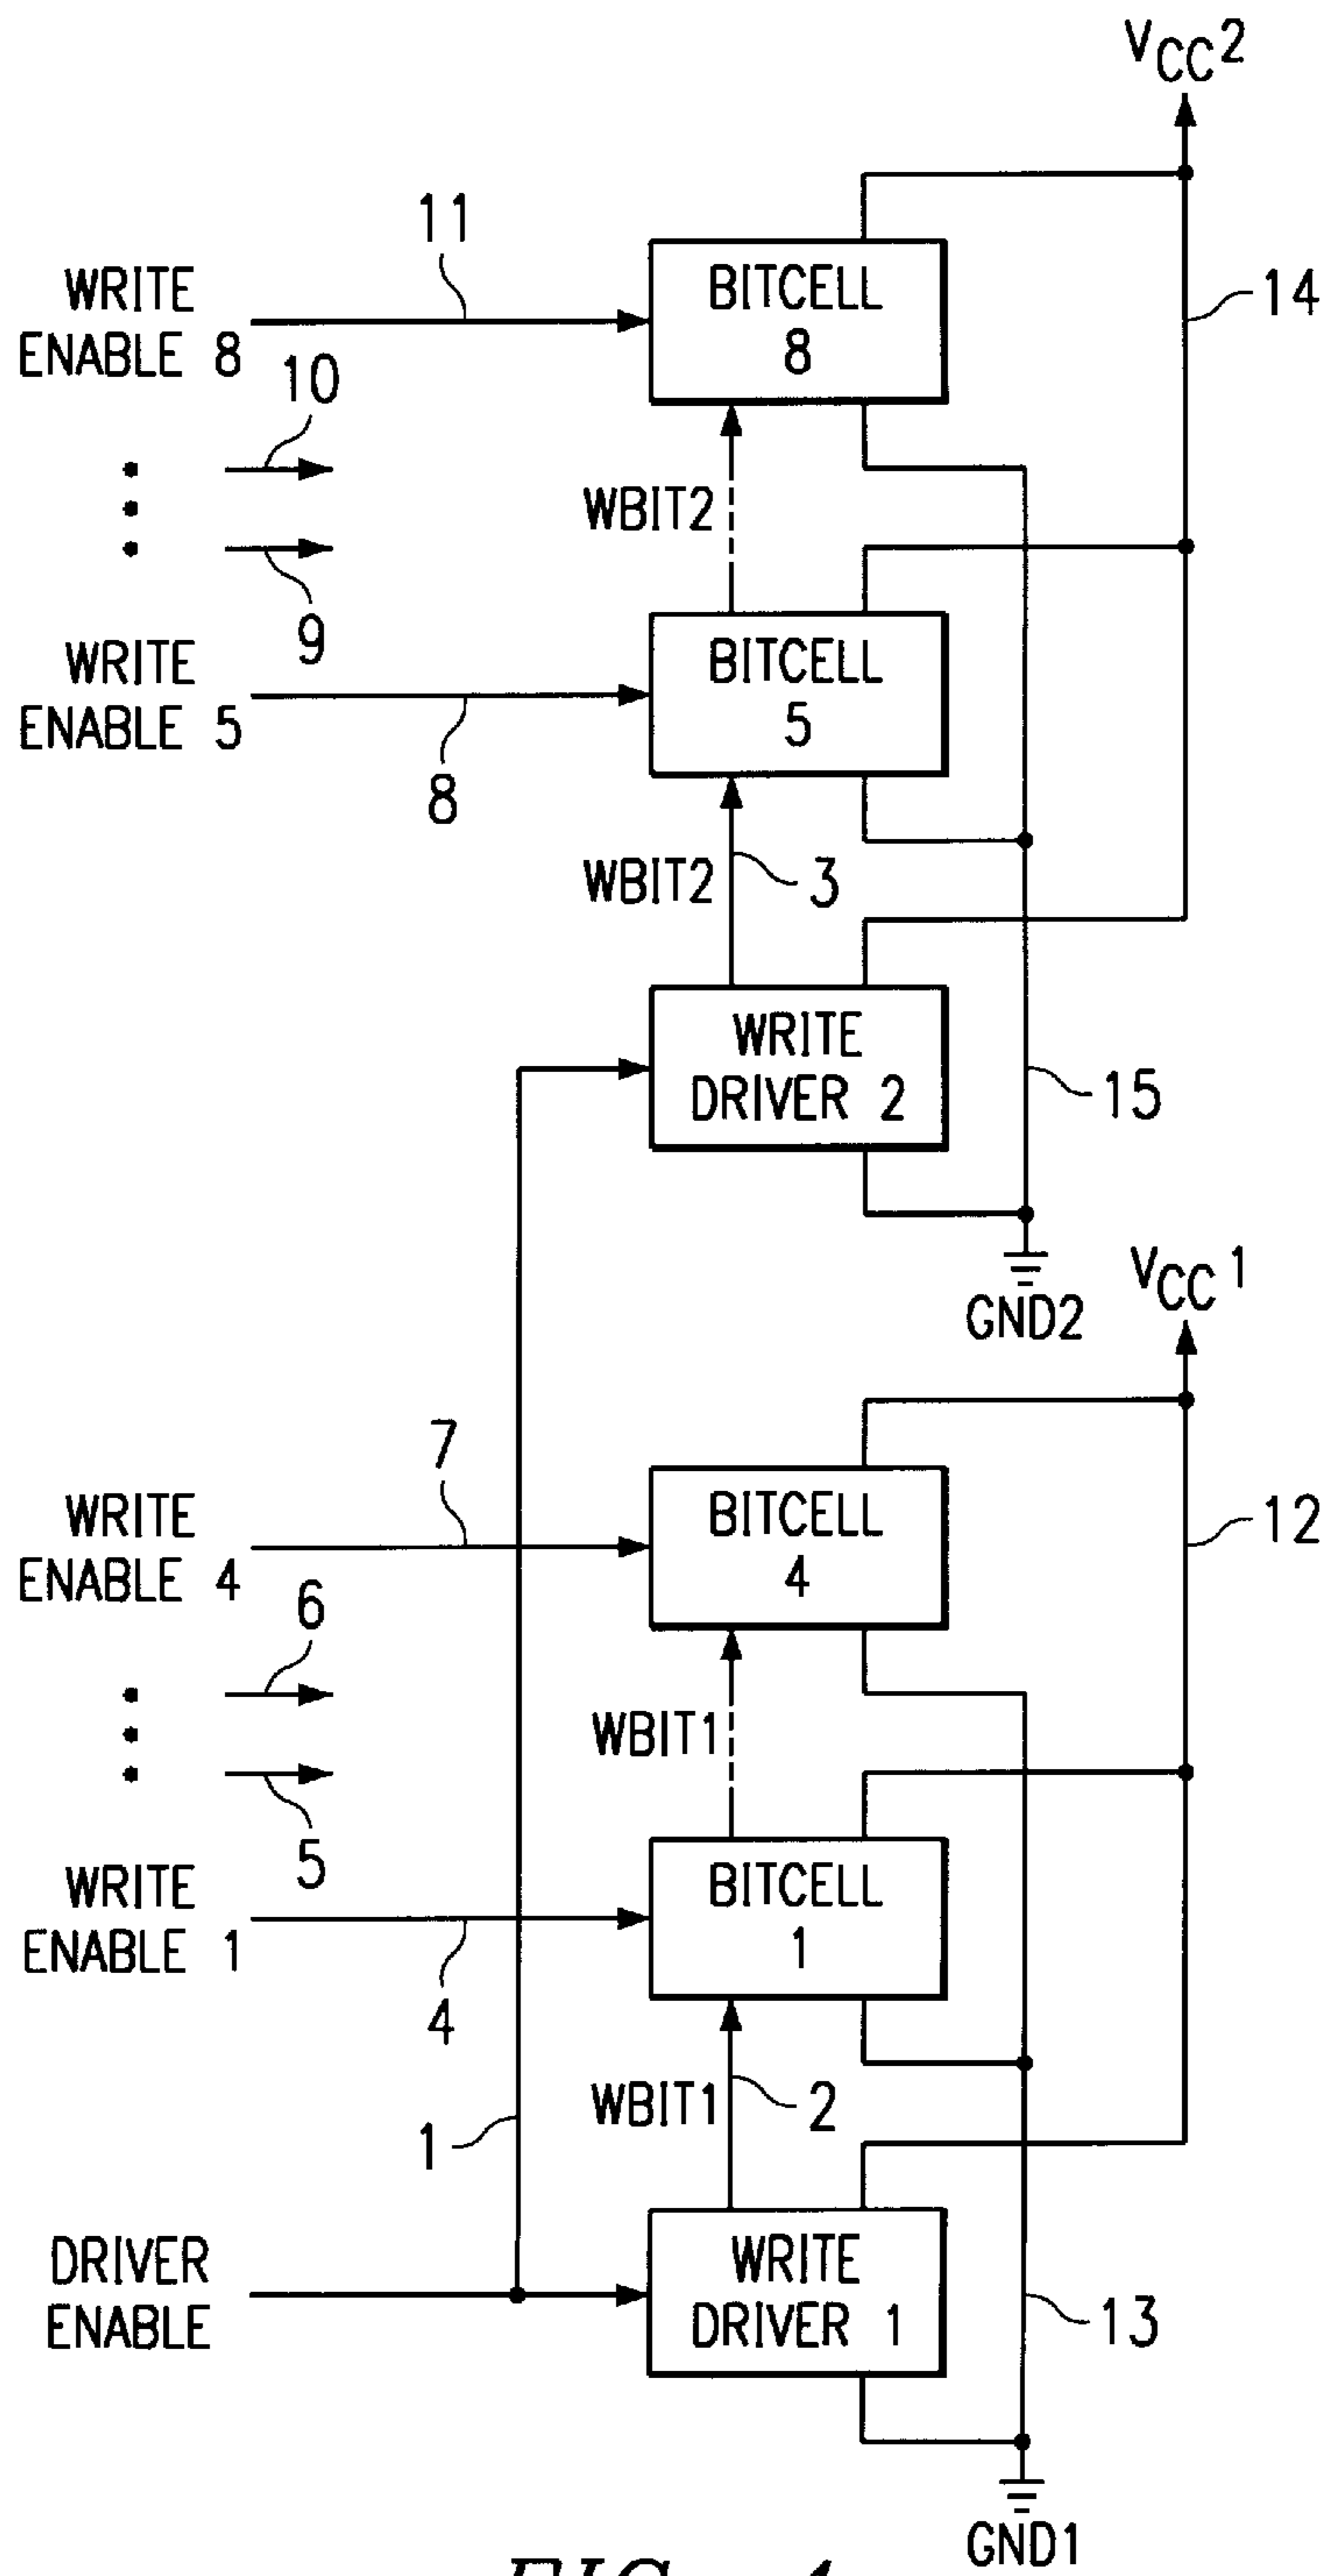 VCC2
11
WRITE
ENABLE 8
BITCELL
8
14
10
WBIT2
9
WRITE
ENABLE 5
BITCELL
5
8
WBIT2
3
WRITE
DRIVER 2
15
GND2
VCC1
7
WRITE
ENABLE 4
BITCELL
4
12
6
WBIT1
5
WRITE
ENABLE 1
BITCELL
1
4
WBIT1
2
1
DRIVER
ENABLE
WRITE
DRIVER 1
13
GND1